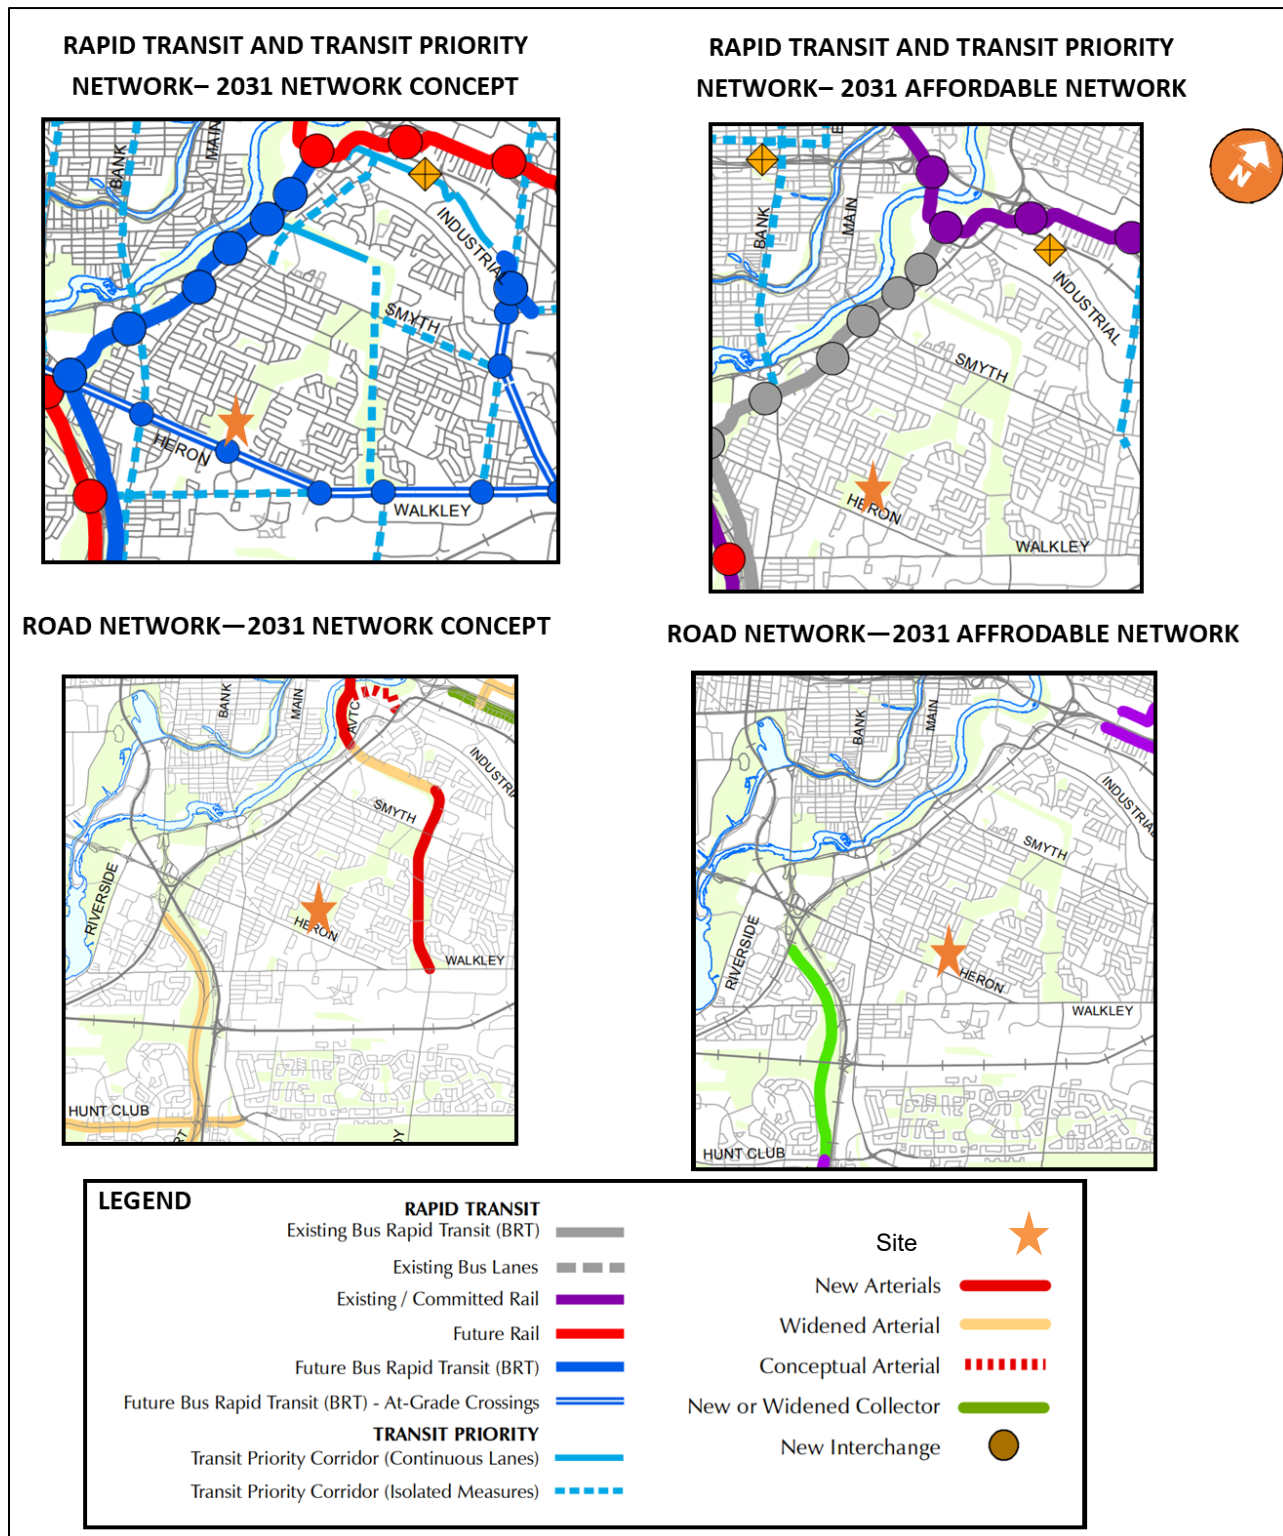 RAPID TRANSIT AND TRANSIT PRIORITY
NETWORK– 2031 NETWORK CONCEPT
BANK
MAIN
INDUSTRIAL
SMYTH
HERON
WALKLEY
RAPID TRANSIT AND TRANSIT PRIORITY
NETWORK– 2031 AFFORDABLE NETWORK
N
BANK
MAIN
INDUSTRIAL
SMYTH
HERON
WALKLEY
ROAD NETWORK—2031 NETWORK CONCEPT
BANK
MAIN
AVTC
INDUSTRI
SMYTH
RIVERSIDE
HERON
WALKLEY
HUNT CLUB
RT
DY
ROAD NETWORK—2031 AFFRODABLE NETWORK
BANK
MAIN
INDUSTRIAL
SMYTH
RIVERSIDE
HERON
WALKLEY
HUNT CLUB
LEGEND
RAPID TRANSIT
Existing Bus Rapid Transit (BRT)
Existing Bus Lanes
Existing / Committed Rail
Future Rail
Future Bus Rapid Transit (BRT)
Future Bus Rapid Transit (BRT) - At-Grade Crossings
TRANSIT PRIORITY
Transit Priority Corridor (Continuous Lanes)
Transit Priority Corridor (Isolated Measures)
Site
New Arterials
Widened Arterial
Conceptual Arterial
New or Widened Collector
New Interchange